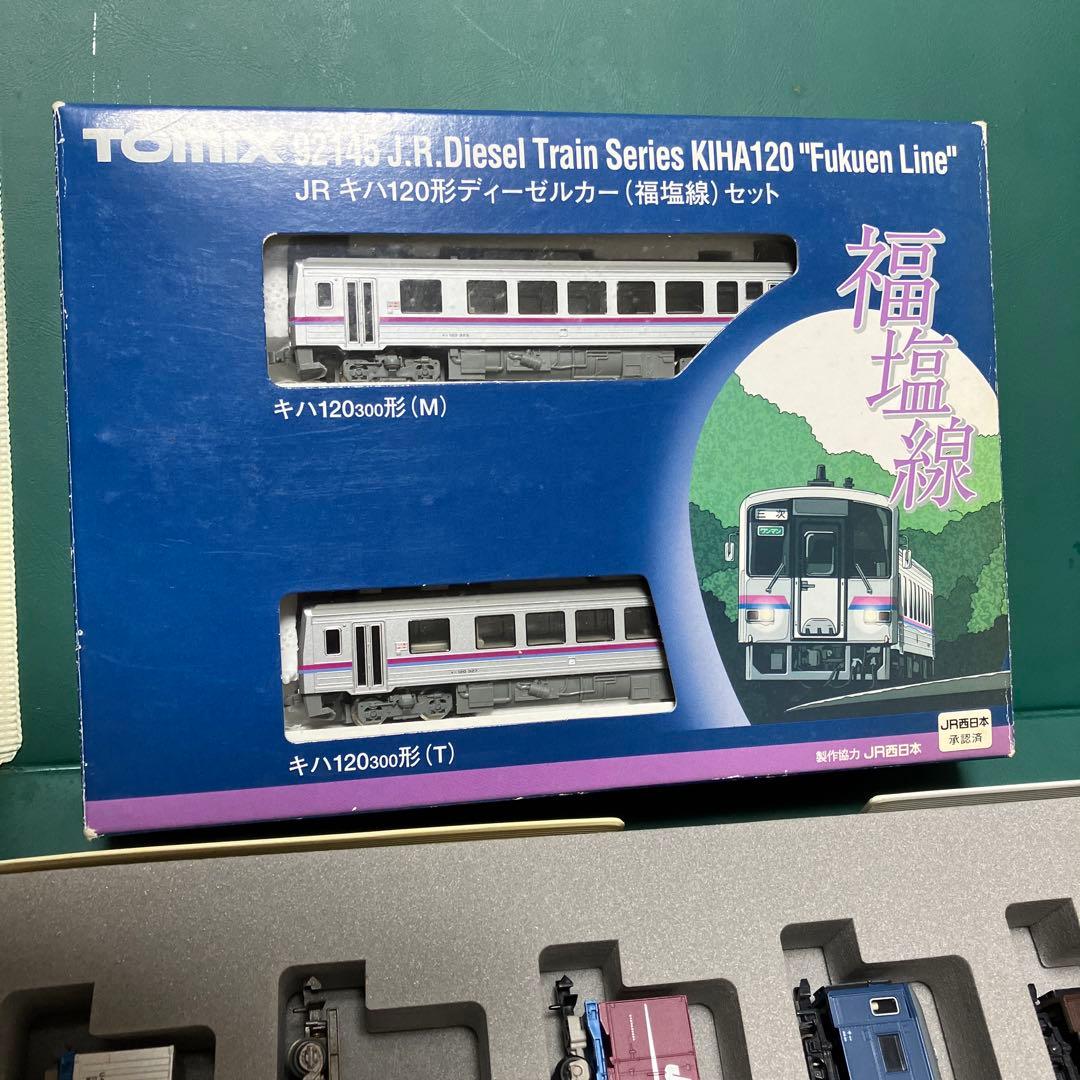 TOMIX 92145 J.R.Diesel Train Series KIHA120 "Fukuen Line"
JR キハ120形ディーゼルカー(福塩線)セット
福塩線
キハ120300形(M)
三次
ワンマン
キハ120300形(T)
JR西日本
承認済
製作協力 JR西日本